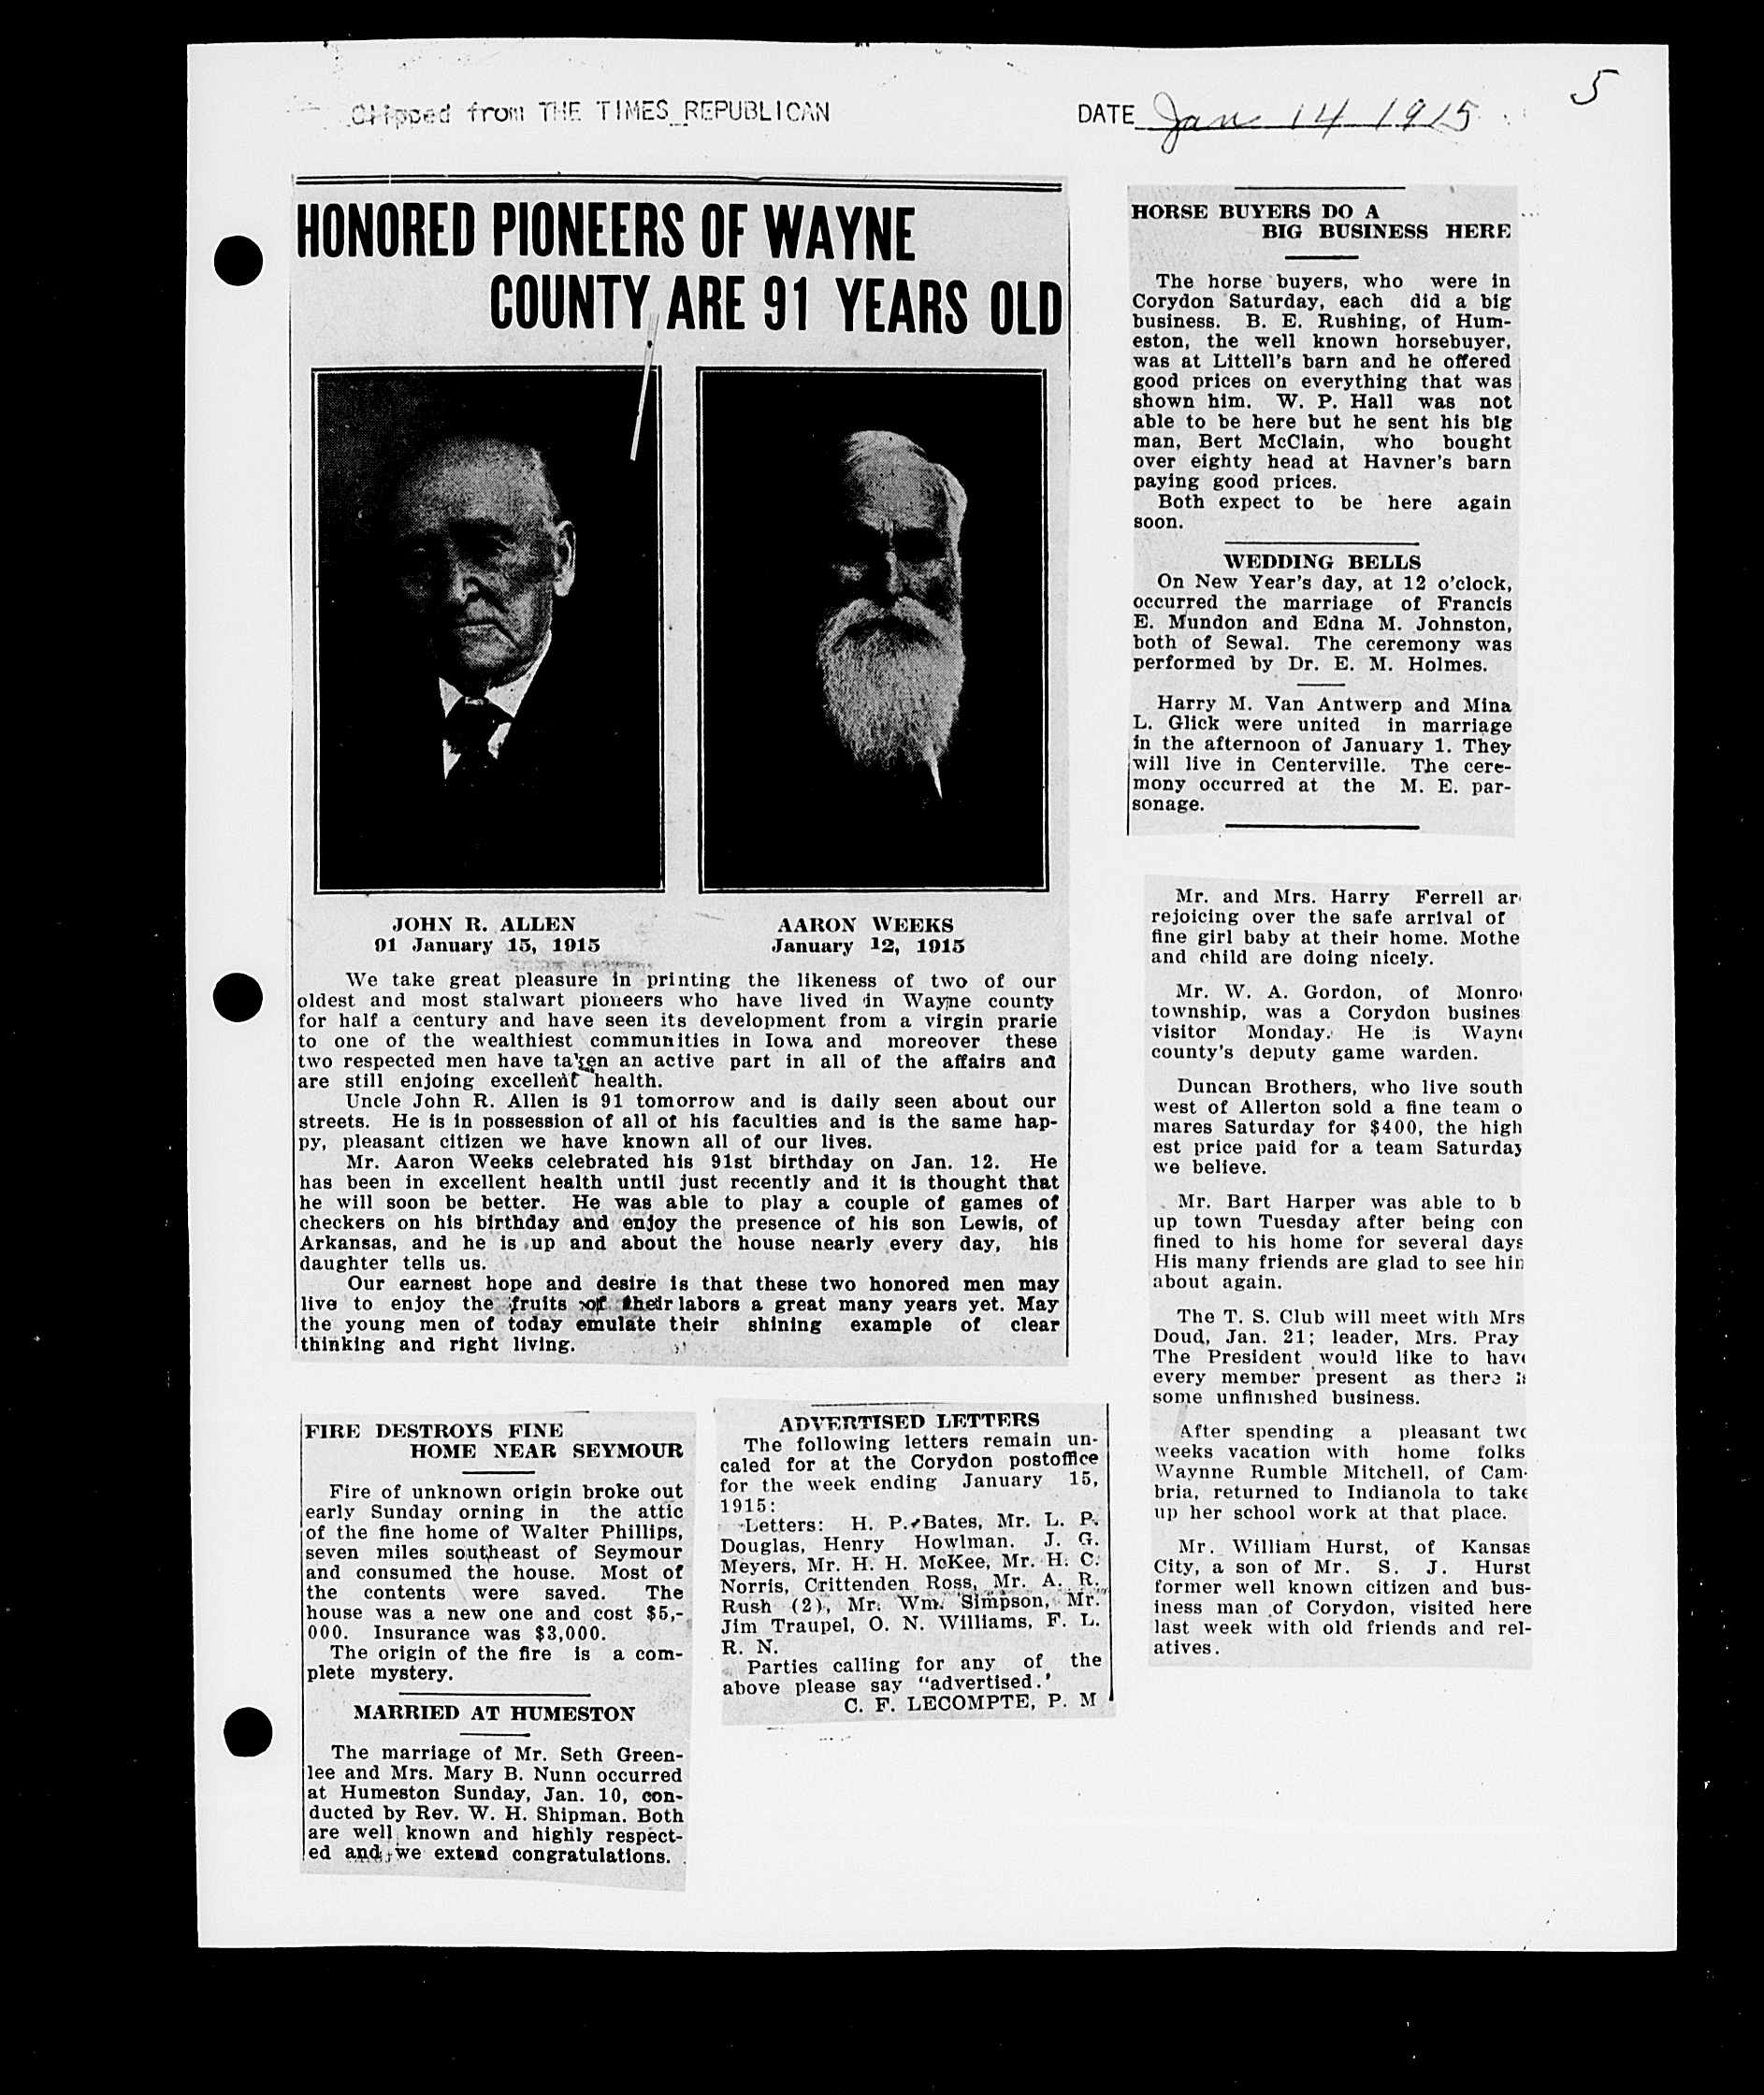 5
Clipped from THE TIMES REPUBLICAN
DATE Jan 14 1915
HONORED PIONEERS OF WAYNE
COUNTY ARE 91 YEARS OLD
JOHN R. ALLEN
91 January 15, 1915
AARON WEEKS
January 12, 1915
We take great pleasure in printing the likeness of two of our
oldest and most stalwart pioneers who have lived in Wayne county
for half a century and have seen its development from a virgin prarie
to one of the wealthiest communities in Iowa and moreover these
two respected men have taken an active part in all of the affairs and
are still enjoing excellent health.
Uncle John R. Allen is 91 tomorrow and is daily seen about our
streets. He is in possession of all of his faculties and is the same hap-
py, pleasant citizen we have known all of our lives.
Mr. Aaron Weeks celebrated his 91st birthday on Jan. 12. He
has been in excellent health until just recently and it is thought that
he will soon be better. He was able to play a couple of games of
checkers on his birthday and enjoy the presence of his son Lewis, of
Arkansas, and he is up and about the house nearly every day, his
daughter tells us.
Our earnest hope and desire is that these two honored men may
live to enjoy the fruits of their labors a great many years yet. May
the young men of today emulate their shining example of clear
thinking and right living.
FIRE DESTROYS FINE
HOME NEAR SEYMOUR
Fire of unknown origin broke out
early Sunday orning in the attic
of the fine home of Walter Phillips,
seven miles southeast of Seymour
and consumed the house. Most of
the contents were saved. The
house was a new one and cost $5,-
000. Insurance was $3,000.
The origin of the fire is a com-
plete mystery.
MARRIED AT HUMESTON
The marriage of Mr. Seth Green-
lee and Mrs. Mary B. Nunn occurred
at Humeston Sunday, Jan. 10, con-
ducted by Rev. W. H. Shipman. Both
are well known and highly respect-
ed and we extend congratulations.
ADVERTISED LETTERS
The following letters remain un-
caled for at the Corydon postoffice
for the week ending January 15,
1915:
Letters: H. P. Bates, Mr. L. P.
Douglas, Henry Howlman. J. G.
Meyers, Mr. H. H. McKee, Mr. H. C.
Norris, Crittenden Ross, Mr. A. R.
Rush (2), Mr. Wm. Simpson, Mr.
Jim Traupel, O. N. Williams, F. L.
R. N.
Parties calling for any of the
above please say "advertised.'
C. F. LECOMPTE, P. M
HORSE BUYERS DO A
BIG BUSINESS HERE
The horse buyers, who were in
Corydon Saturday, each did a big
business. B. E. Rushing, of Hum-
eston, the well known horsebuyer,
was at Littell's barn and he offered
good prices on everything that was
shown him. W. P. Hall was not
able to be here but he sent his big
man, Bert McClain, who bought
over eighty head at Havner's barn
paying good prices.
Both expect to be here again
soon.
WEDDING BELLS
On New Year's day, at 12 o'clock,
occurred the marriage of Francis
E. Mundon and Edna M. Johnston,
both of Sewal. The ceremony was
performed by Dr. E. M. Holmes.
Harry M. Van Antwerp and Mina
L. Glick were united in marriage
in the afternoon of January 1. They
will live in Centerville. The cere-
mony occurred at the M. E. par-
sonage.
Mr. and Mrs. Harry Ferrell ar
rejoicing over the safe arrival of
fine girl baby at their home. Mothe
and child are doing nicely.
Mr. W. A. Gordon, of Monro
township, was a Corydon busines
visitor Monday. He is Wayn
county's deputy game warden.
Duncan Brothers, who live south
west of Allerton sold a fine team o
mares Saturday for $400, the high
est price paid for a team Saturday
we believe.
Mr. Bart Harper was able to b
up town Tuesday after being con
fined to his home for several days
His many friends are glad to see him
about again.
The T. S. Club will meet with Mrs
Doud, Jan. 21; leader, Mrs. Pray
The President would like to have
every member present as there is
some unfinished business.
After spending a pleasant two
weeks vacation with home folks
Waynne Rumble Mitchell, of Cam-
bria, returned to Indianola to take
up her school work at that place.
Mr. William Hurst, of Kansas
City, a son of Mr. S. J. Hurst
former well known citizen and bus-
iness man of Corydon, visited here
last week with old friends and rel-
atives.